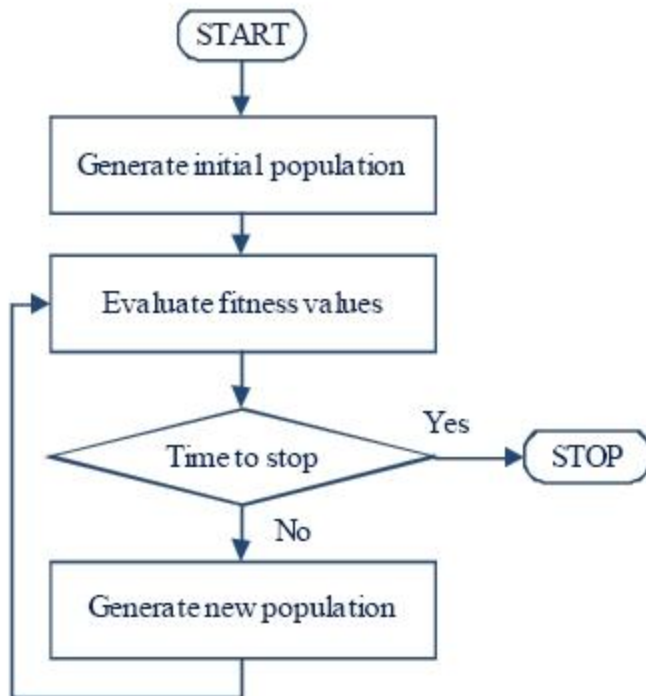 START
Generate initial population
Evaluate fitness values
Time to stop
Yes
STOP
No
Generate new population